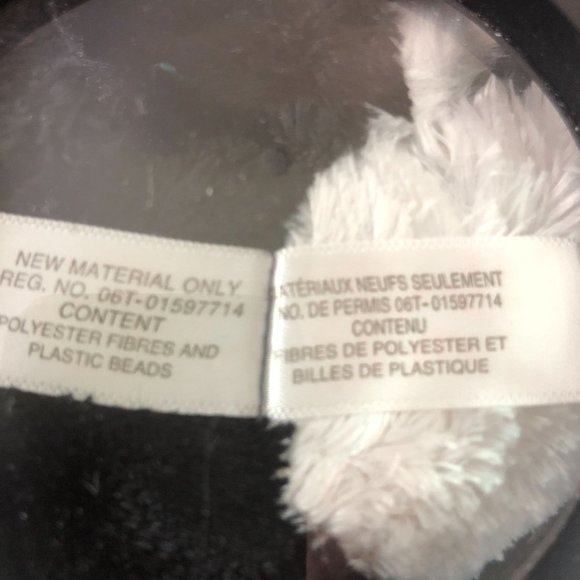 NEW MATERIAL ONLY
REG. NO. 06T-01597714
CONTENT
POLYESTER FIBRES AND
PLASTIC BEADS
ATÉRIAUX NEUFS SEULEMENT
NO. DE PERMIS 06T-01597714
CONTENU
FIBRES DE POLYESTER ET
BILLES DE PLASTIQUE